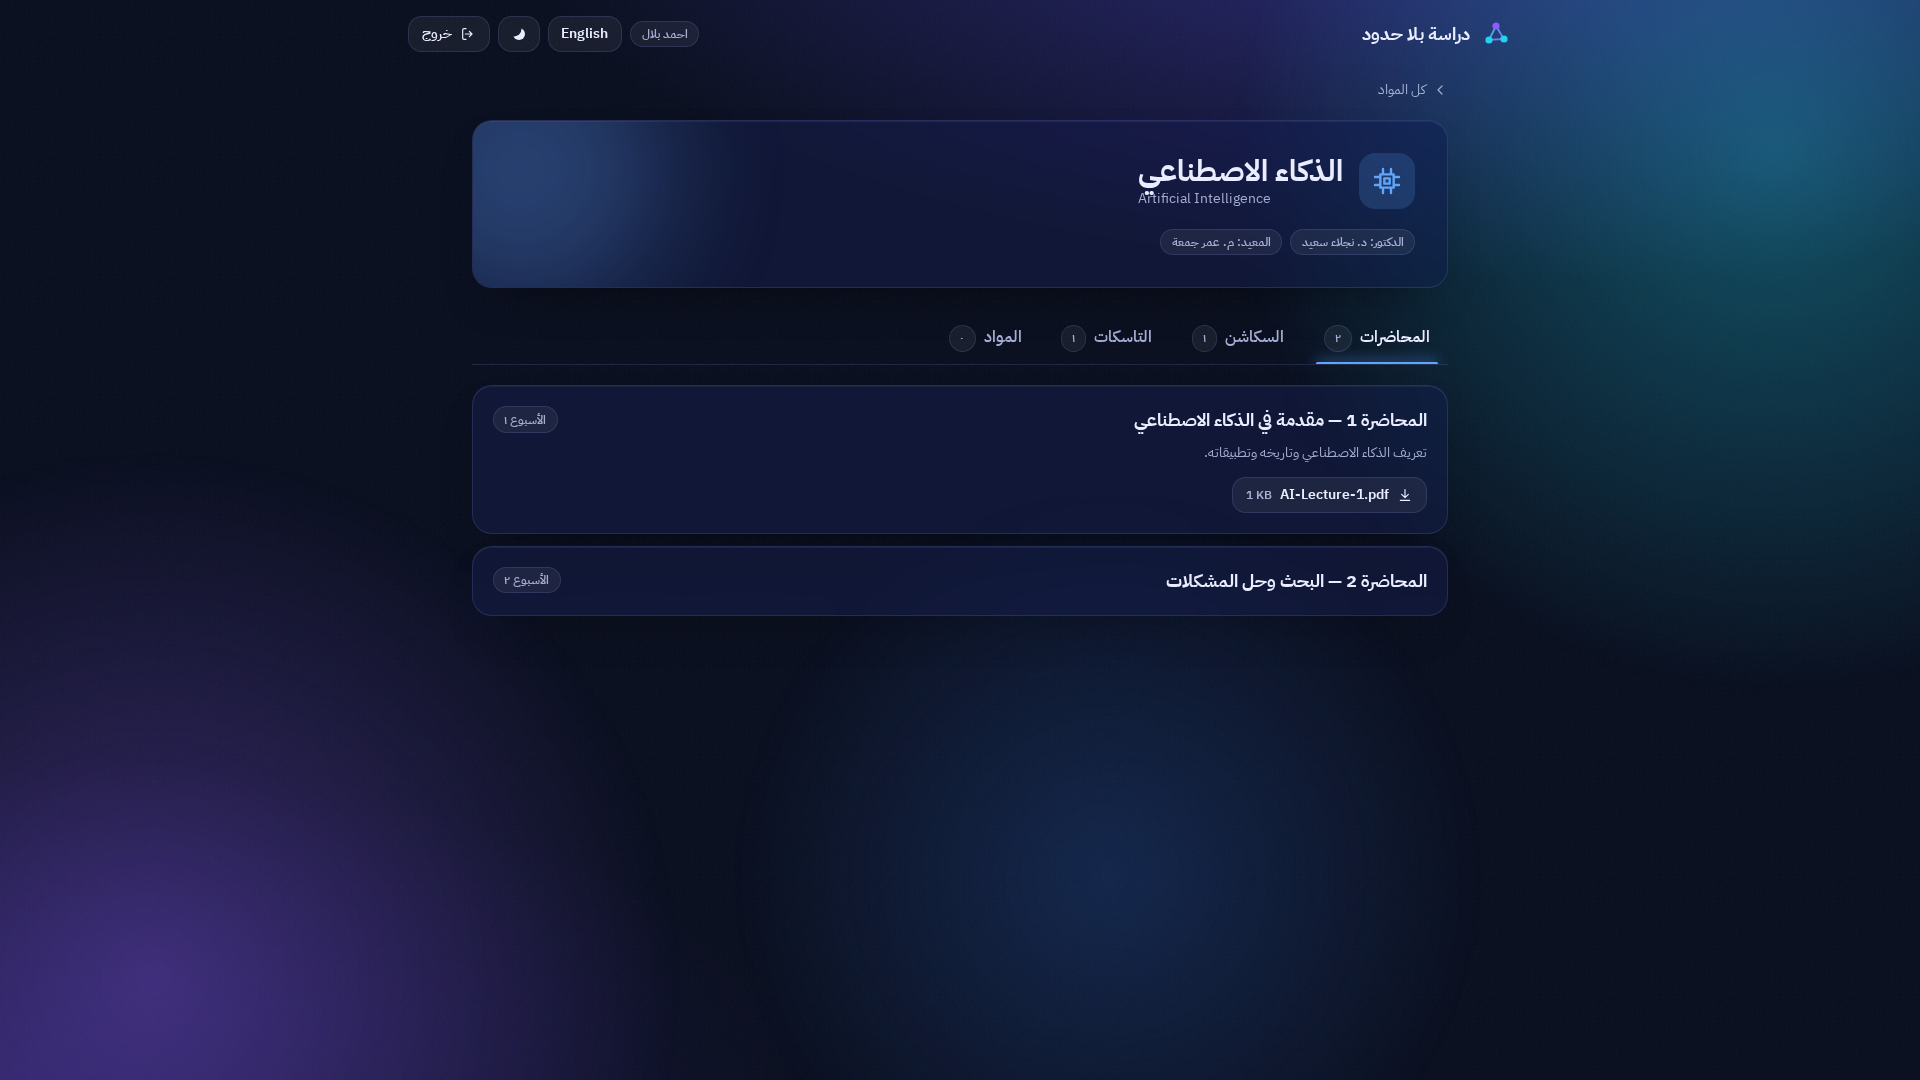 دراسة بلا حدود
احمد بلال
English
خروج
كل المواد
الذكاء الاصطناعي
Artificial Intelligence
الدكتور: د. نجلاء سعيد
المعيد: م. عمر جمعة
المحاضرات ٢
السكاشن ١
التاسكات ١
المواد ٠
المحاضرة 1 — مقدمة في الذكاء الاصطناعي
الأسبوع ١
تعريف الذكاء الاصطناعي وتاريخه وتطبيقاته.
AI-Lecture-1.pdf 1 KB
المحاضرة 2 — البحث وحل المشكلات
الأسبوع ٢